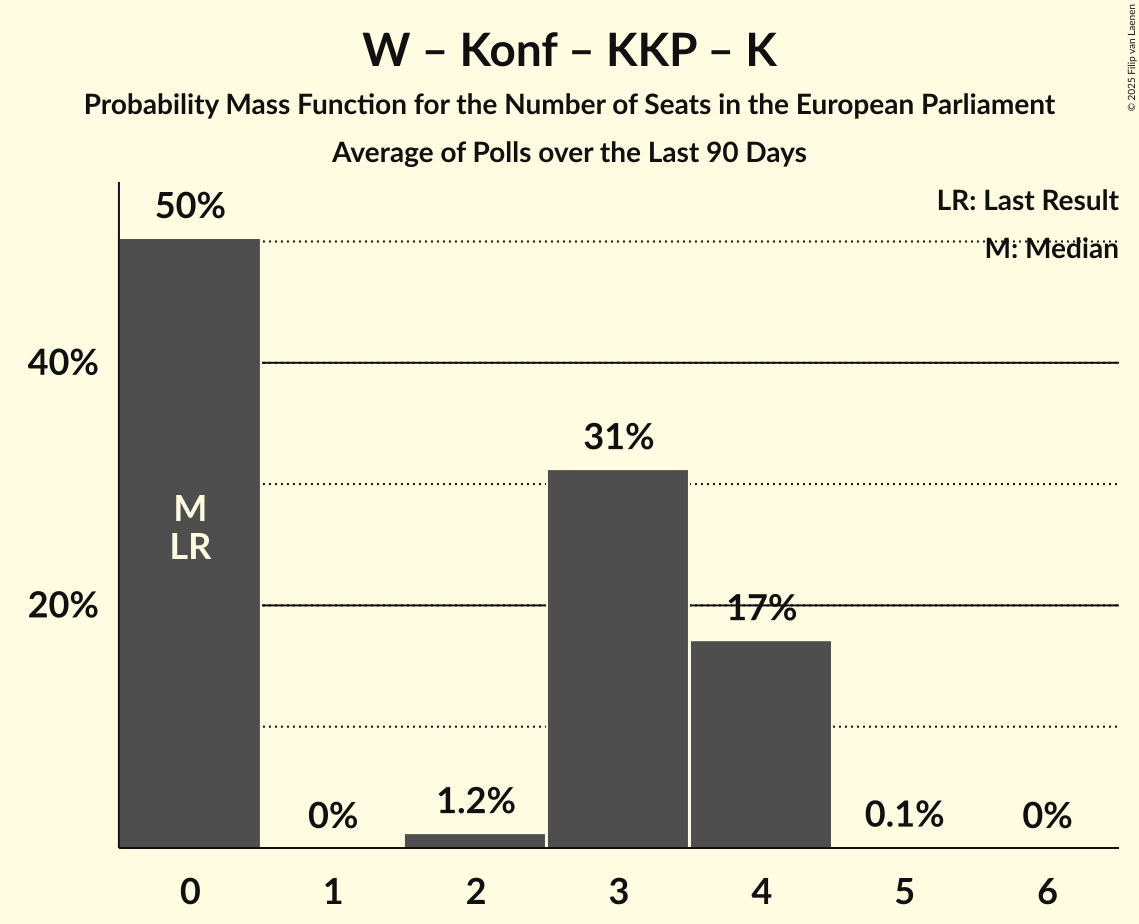 W – Konf – KKP – K
Probability Mass Function for the Number of Seats in the European Parliament
Average of Polls over the Last 90 Days
© 2025 Filip van Laenen
LR: Last Result
M: Median
50%
40%
31%
20%
17%
M
LR
0%
1.2%
0.1%
0%
0 1 2 3 4 5 6